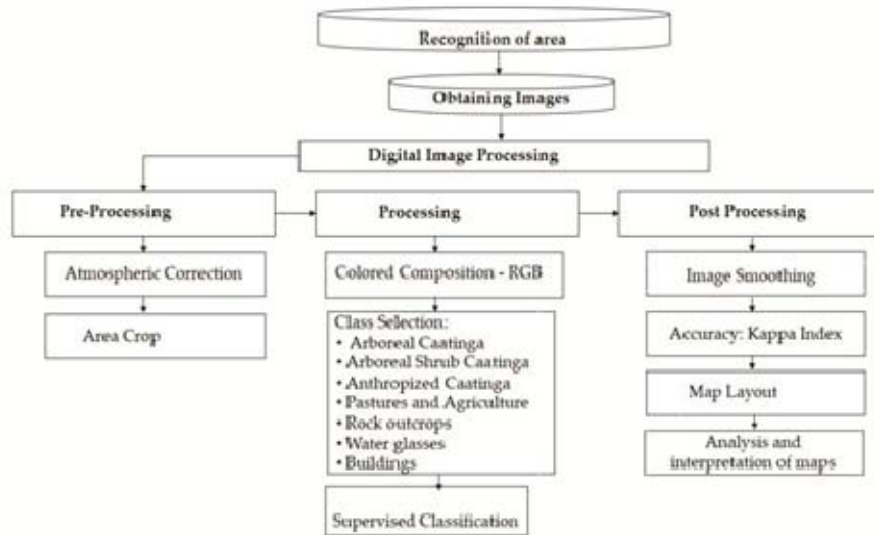 Recognition of area
Obtaining Images
Digital Image Processing
Pre-Processing
Processing
Post Processing
Atmospheric Correction
Area Crop
Colored Composition - RGB
Class Selection:
• Arboreal Caatinga
• Arboreal Shrub Caatinga
• Anthropized Caatinga
• Pastures and Agriculture
• Rock outcrops
• Water glasses
• Buildings
Supervised Classification
Image Smoothing
Accuracy: Kappa Index
Map Layout
Analysis and
interpretation of maps